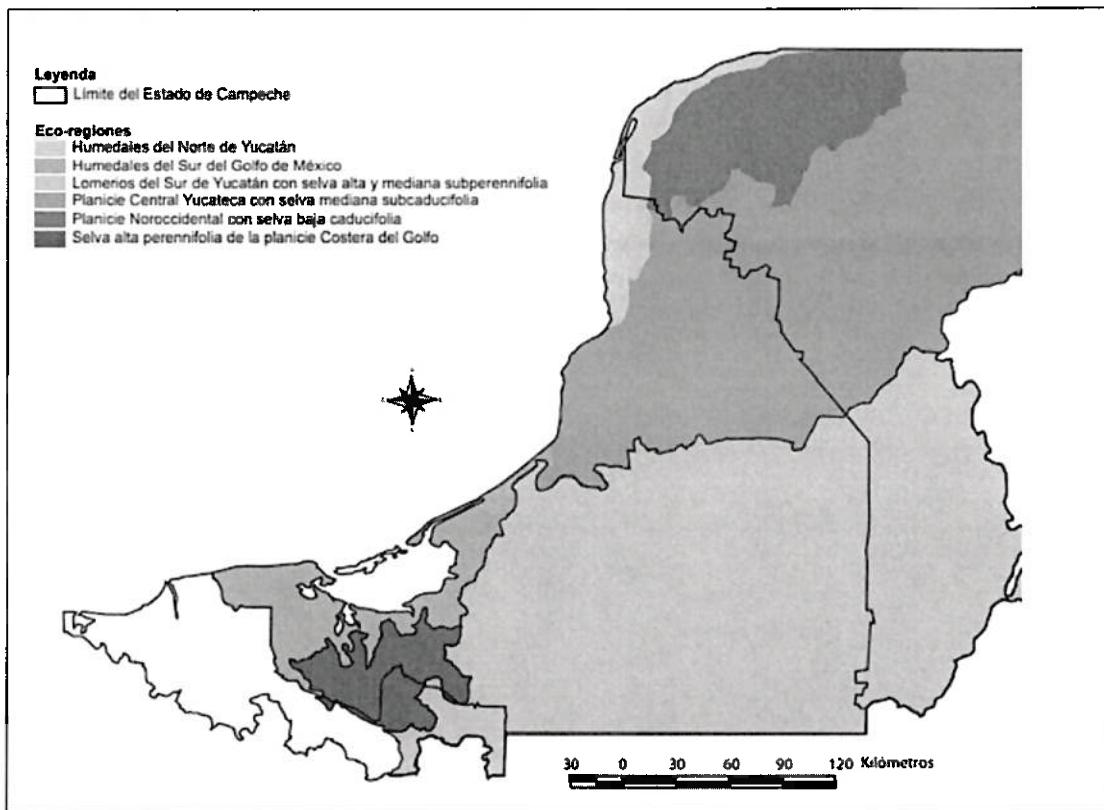 Leyenda
Límite del Estado de Campeche
Eco-regiones
Humedales del Norte de Yucatán
Humedales del Sur del Golfo de México
Lomerios del Sur de Yucatán con selva alta y mediana subperennifolia
Planicie Central Yucateca con selva mediana subcaducifolia
Planicie Noroccidental con selva baja caducifolia
Selva alta perennifolia de la planicie Costera del Golfo
30 0 30 60 90 120 Kilómetros